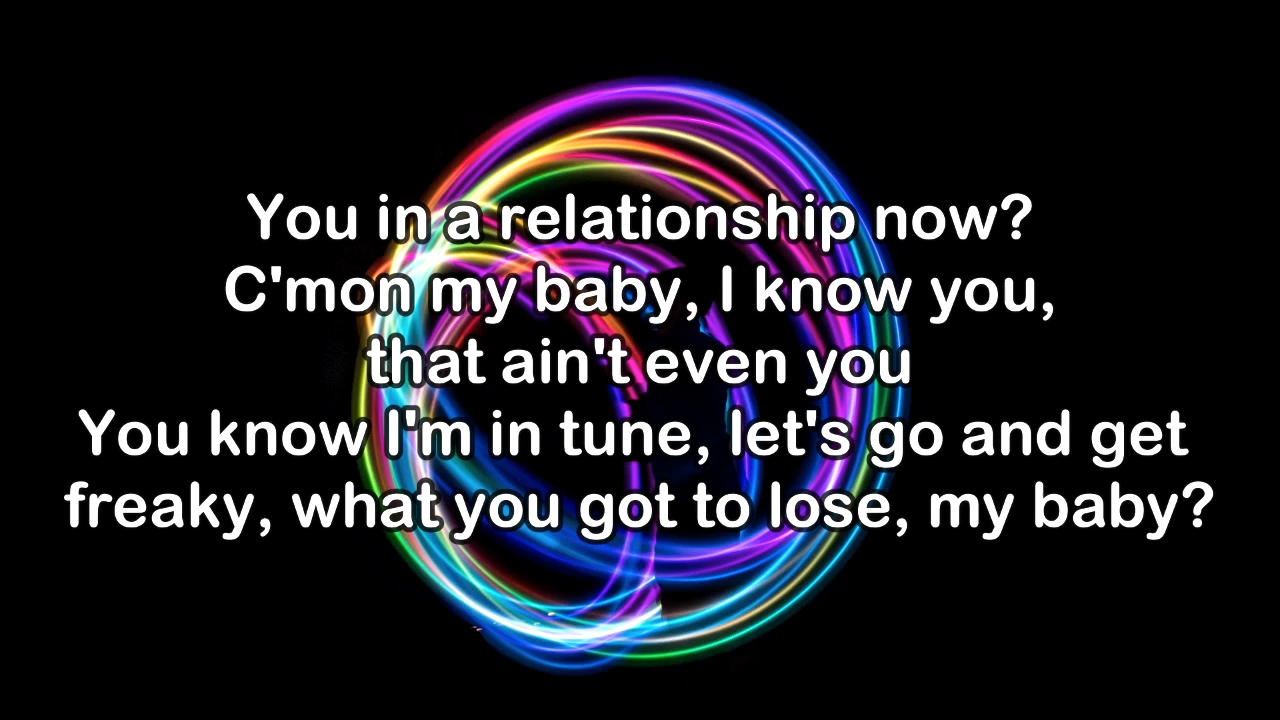 You in a relationship now?
C'mon my baby, I know you,
that ain't even you
You know I'm in tune, let's go and get
freaky, what you got to lose, my baby?